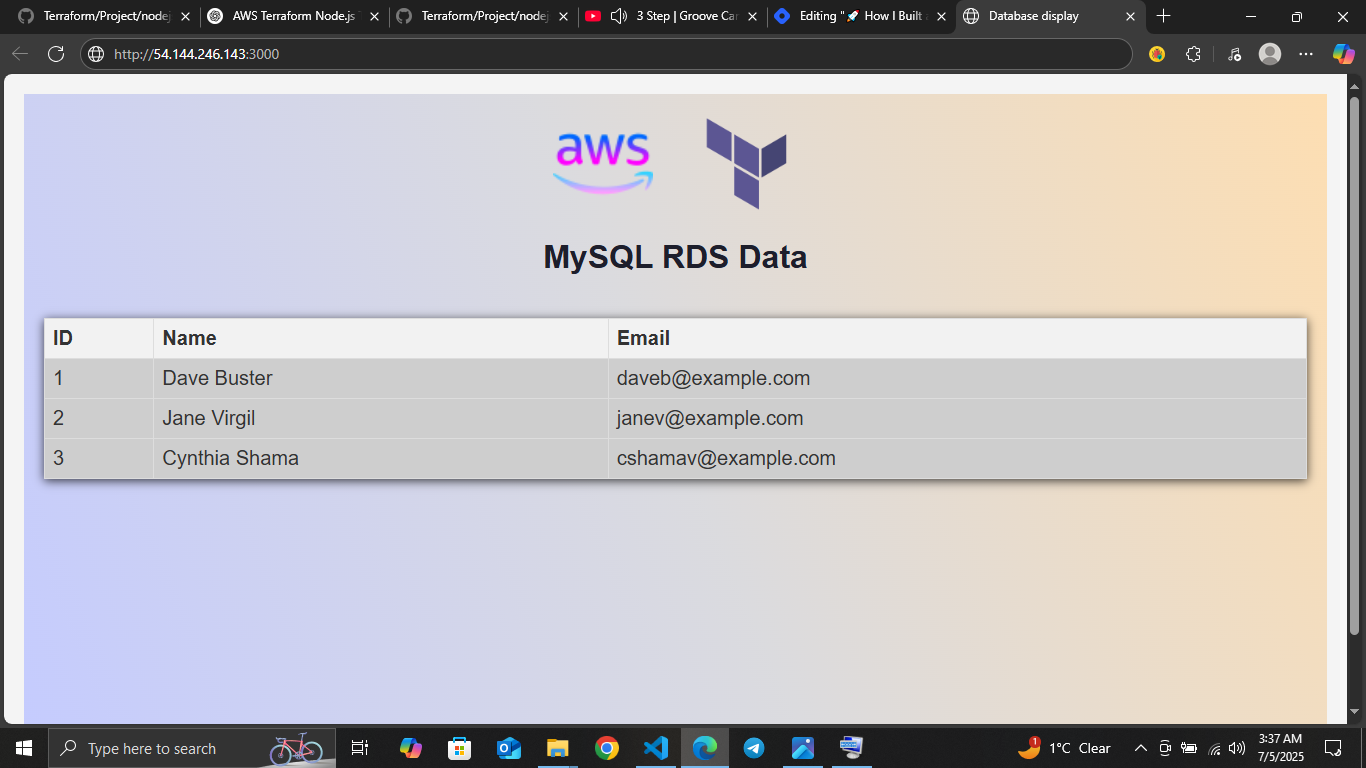 Terraform/Project/nodej
AWS Terraform Node.js
Terraform/Project/nodej
3 Step | Groove Car
Editing "🚀 How I Built a
Database display
http://54.144.246.143:3000
aws
MySQL RDS Data
ID Name Email
1 Dave Buster daveb@example.com
2 Jane Virgil janev@example.com
3 Cynthia Shama cshamav@example.com
Type here to search
1
1°C Clear
3:37 AM
7/5/2025